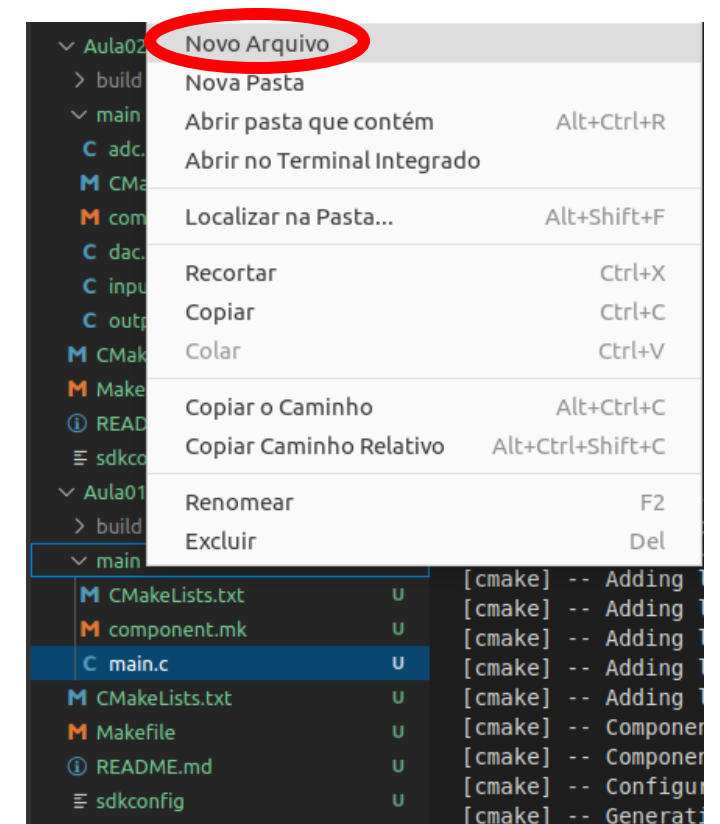 Aula02
Novo Arquivo
build
Nova Pasta
main
Abrir pasta que contém Alt+Ctrl+R
adc.
C
Abrir no Terminal Integrado
M CMa
M com
Localizar na Pasta... Alt+Shift+F
C dac.
C inpu
Recortar Ctrl+X
C outp
Copiar Ctrl+C
M CMak
Colar Ctrl+V
M Make
Copiar o Caminho Alt+Ctrl+C
READ
Copiar Caminho Relativo Alt+Ctrl+Shift+C
sdkco
Aula01
Renomear F2
build
Excluir Del
main
[cmake] -- Adding l
M CMakeLists.txt U
[cmake] -- Adding l
M component.mk U
[cmake] -- Adding l
C main.c U
[cmake] -- Adding l
M CMakeLists.txt U
[cmake] -- Adding l
M Makefile U
[cmake] -- Componen
README.md U
[cmake] -- Componen
[cmake] -- Configur
sdkconfig U
[cmake] -- Generati